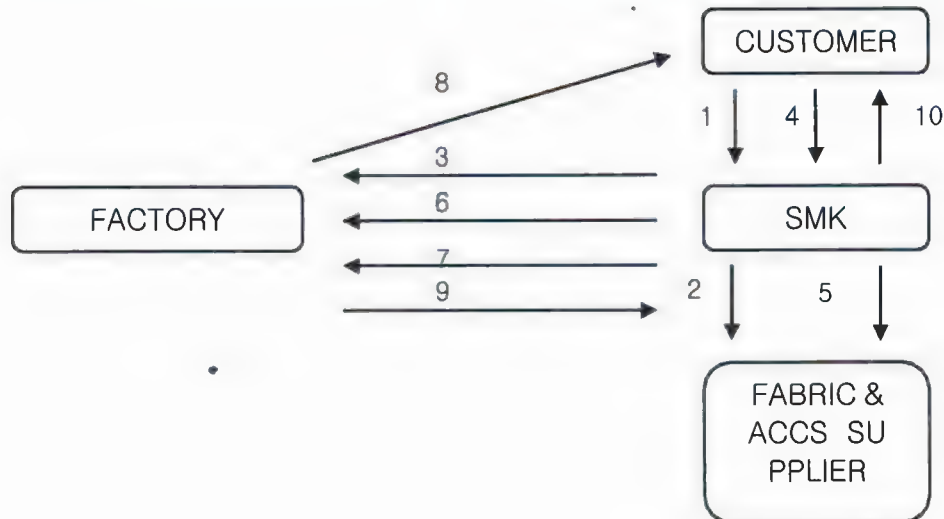 CUSTOMER
8
1 4 10
3
FACTORY
6
SMK
7
9
2 5
FABRIC &
ACCS SU
PPLIER